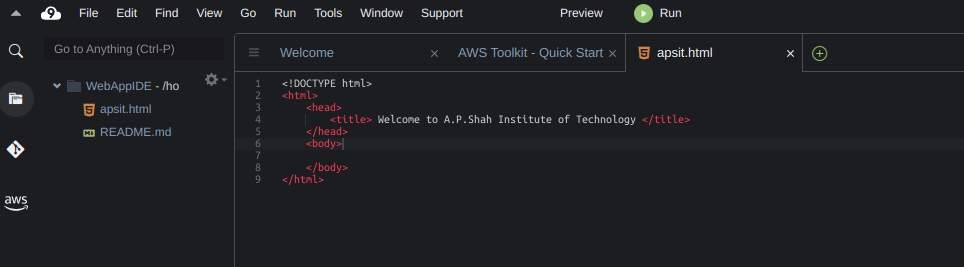 9 File Edit Find View Go Run Tools Window Support Preview Run
Go to Anything (Ctrl-P)
WebAppIDE - /ho
apsit.html
README.md
aws
Welcome × AWS Toolkit - Quick Start × apsit.html ×
1 <!DOCTYPE html>
2 <html>
3 <head>
4 <title> Welcome to A.P.Shah Institute of Technology </title>
5 </head>
6 <body>
7
8 </body>
9 </html>